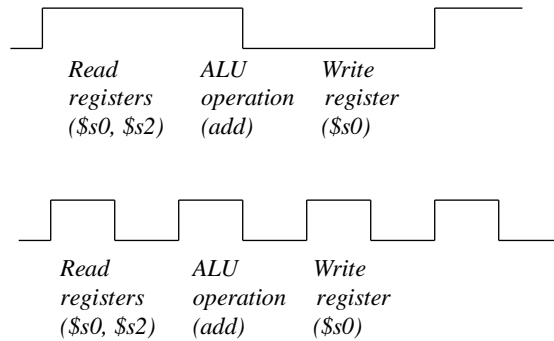 Read ALU Write
registers operation register
($s0, $s2) (add) ($s0)
Read ALU Write
registers operation register
($s0, $s2) (add) ($s0)